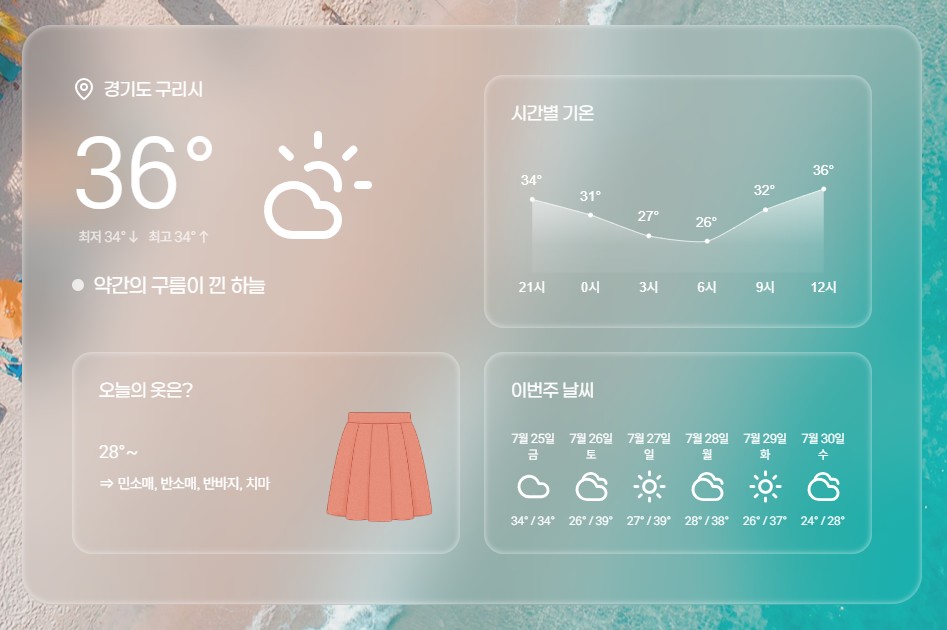 경기도 구리시
36°
최저 34°↓ 최고 34°↑
약간의 구름이 낀 하늘
시간별 기온
34° 31° 27° 26° 32° 36°
21시 0시 3시 6시 9시 12시
오늘의 옷은?
28°~
⇒ 민소매, 반소매, 반바지, 치마
이번주 날씨
7월 25일 7월 26일 7월 27일 7월 28일 7월 29일 7월 30일
금 토 일 월 화 수
34° / 34° 26° / 39° 27° / 39° 28° / 38° 26° / 37° 24° / 28°